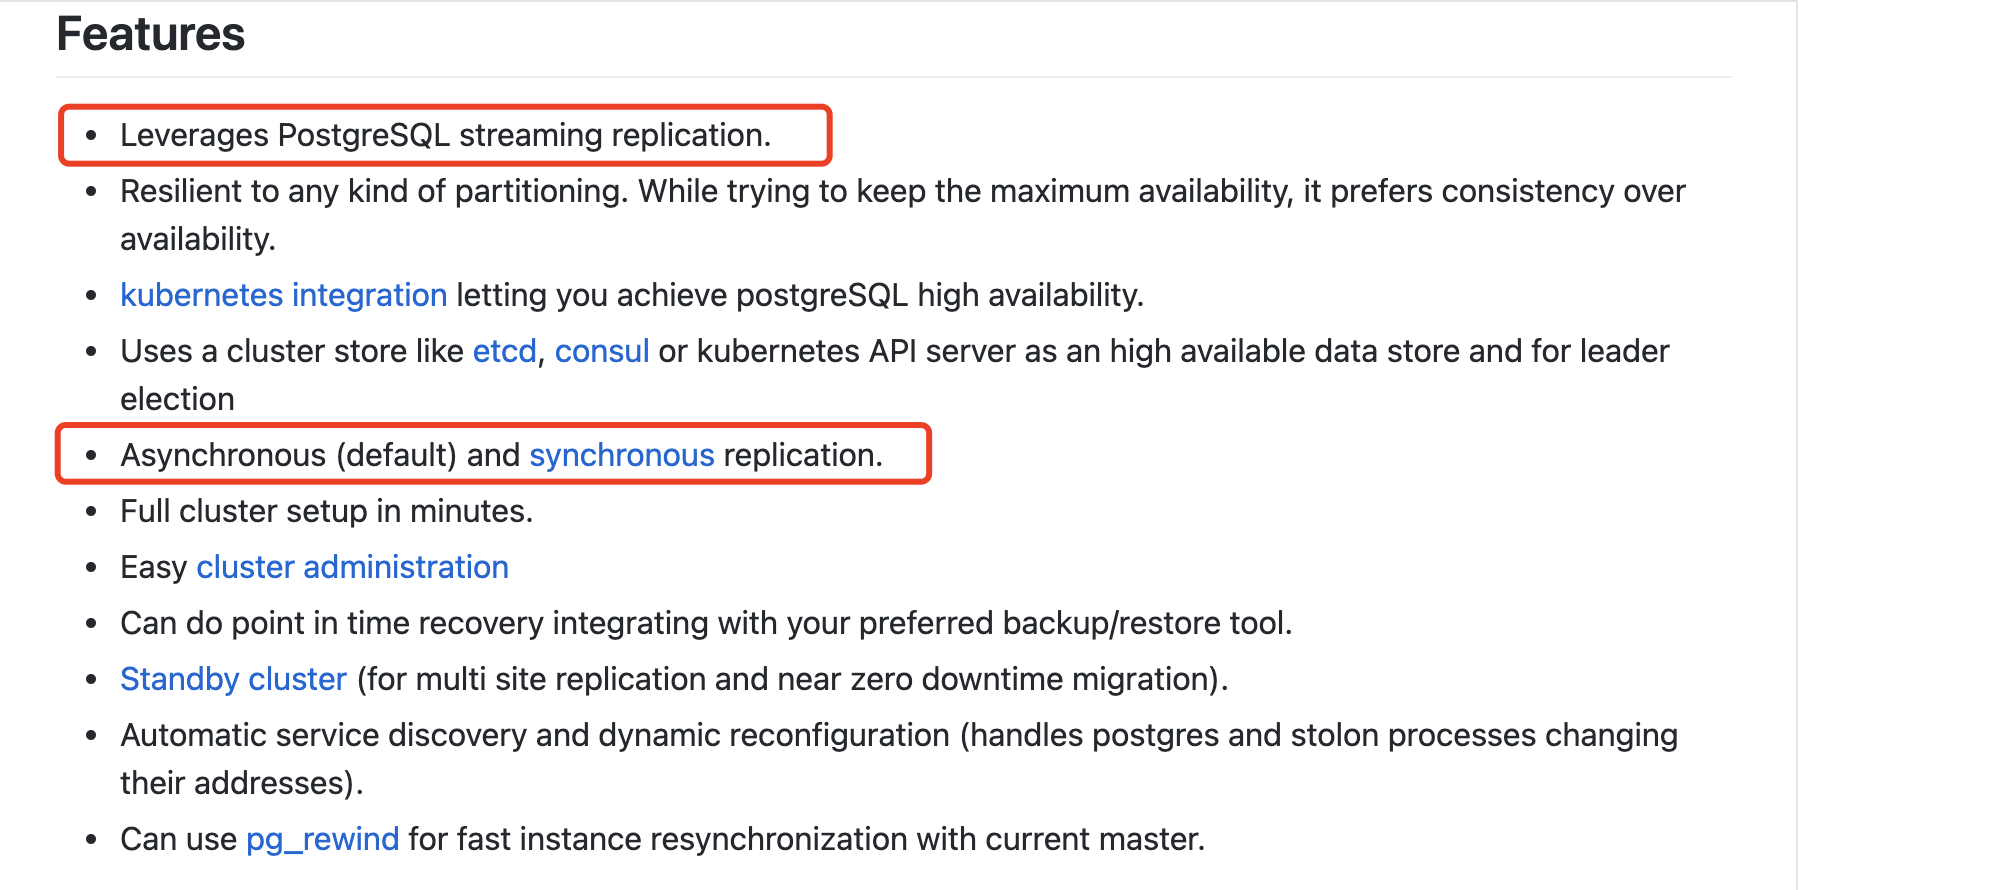 Features
• Leverages PostgreSQL streaming replication.
• Resilient to any kind of partitioning. While trying to keep the maximum availability, it prefers consistency over
availability.
• kubernetes integration letting you achieve postgreSQL high availability.
• Uses a cluster store like etcd, consul or kubernetes API server as an high available data store and for leader
election
• Asynchronous (default) and synchronous replication.
• Full cluster setup in minutes.
• Easy cluster administration
• Can do point in time recovery integrating with your preferred backup/restore tool.
• Standby cluster (for multi site replication and near zero downtime migration).
• Automatic service discovery and dynamic reconfiguration (handles postgres and stolon processes changing
their addresses).
• Can use pg_rewind for fast instance resynchronization with current master.